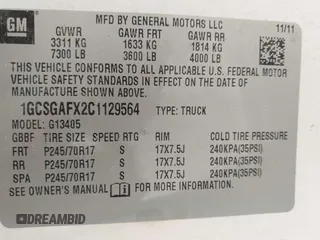 GM
MFD BY GENERAL MOTORS LLC
11/11
GVWR GAWR FRT GAWR RR
3311 KG 1633 KG 1814 KG
7300 LB 3600 LB 4000 LB
THIS VEHICLE CONFORMS TO ALL APPLICABLE U.S. FEDERAL MOTOR
VEHICLE SAFETY STANDARDS IN EFFECT ON THE DATE OF
MANUFACTURE SHOWN ABOVE.
1GCSGAFX2C1129564 TYPE: TRUCK
MODEL: G13405
GBBF TIRE SIZE SPEED RTG RIM COLD TIRE PRESSURE
FRT P245/70R17 S 17X7.5J 240KPA(35PSI)
RR P245/70R17 S 17X7.5J 240KPA(35PSI)
SPA P245/70R17 S 17X7.5J 240KPA(35PSI)
SEE OWNER'S MANUAL FOR ADDITIONAL INFORMATION
DREAMBID